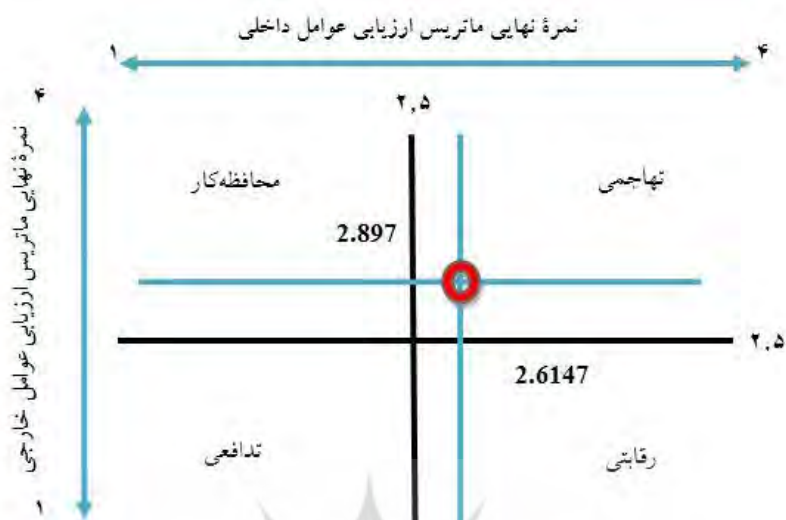 نمرهٔ نهایی ماتریس ارزیابی عوامل داخلی
۴
۱
۲,۵
۴
نمرهٔ نهایی ماتریس ارزیابی عوامل خارجی
۱
تهاجمی
محافظه‌کار
2.897
۲,۵
2.6147
رقابتی
تدافعی